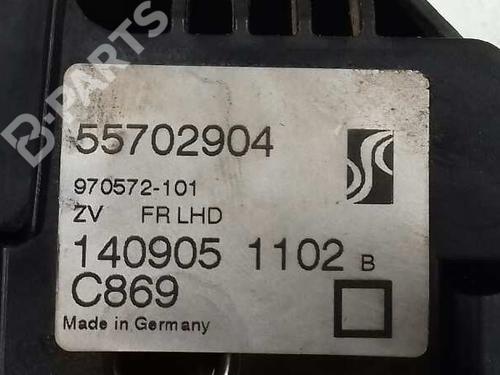 B-PARTS
55702904
970572-101
ZV FR LHD
140905 1102 B
C869
Made in Germany